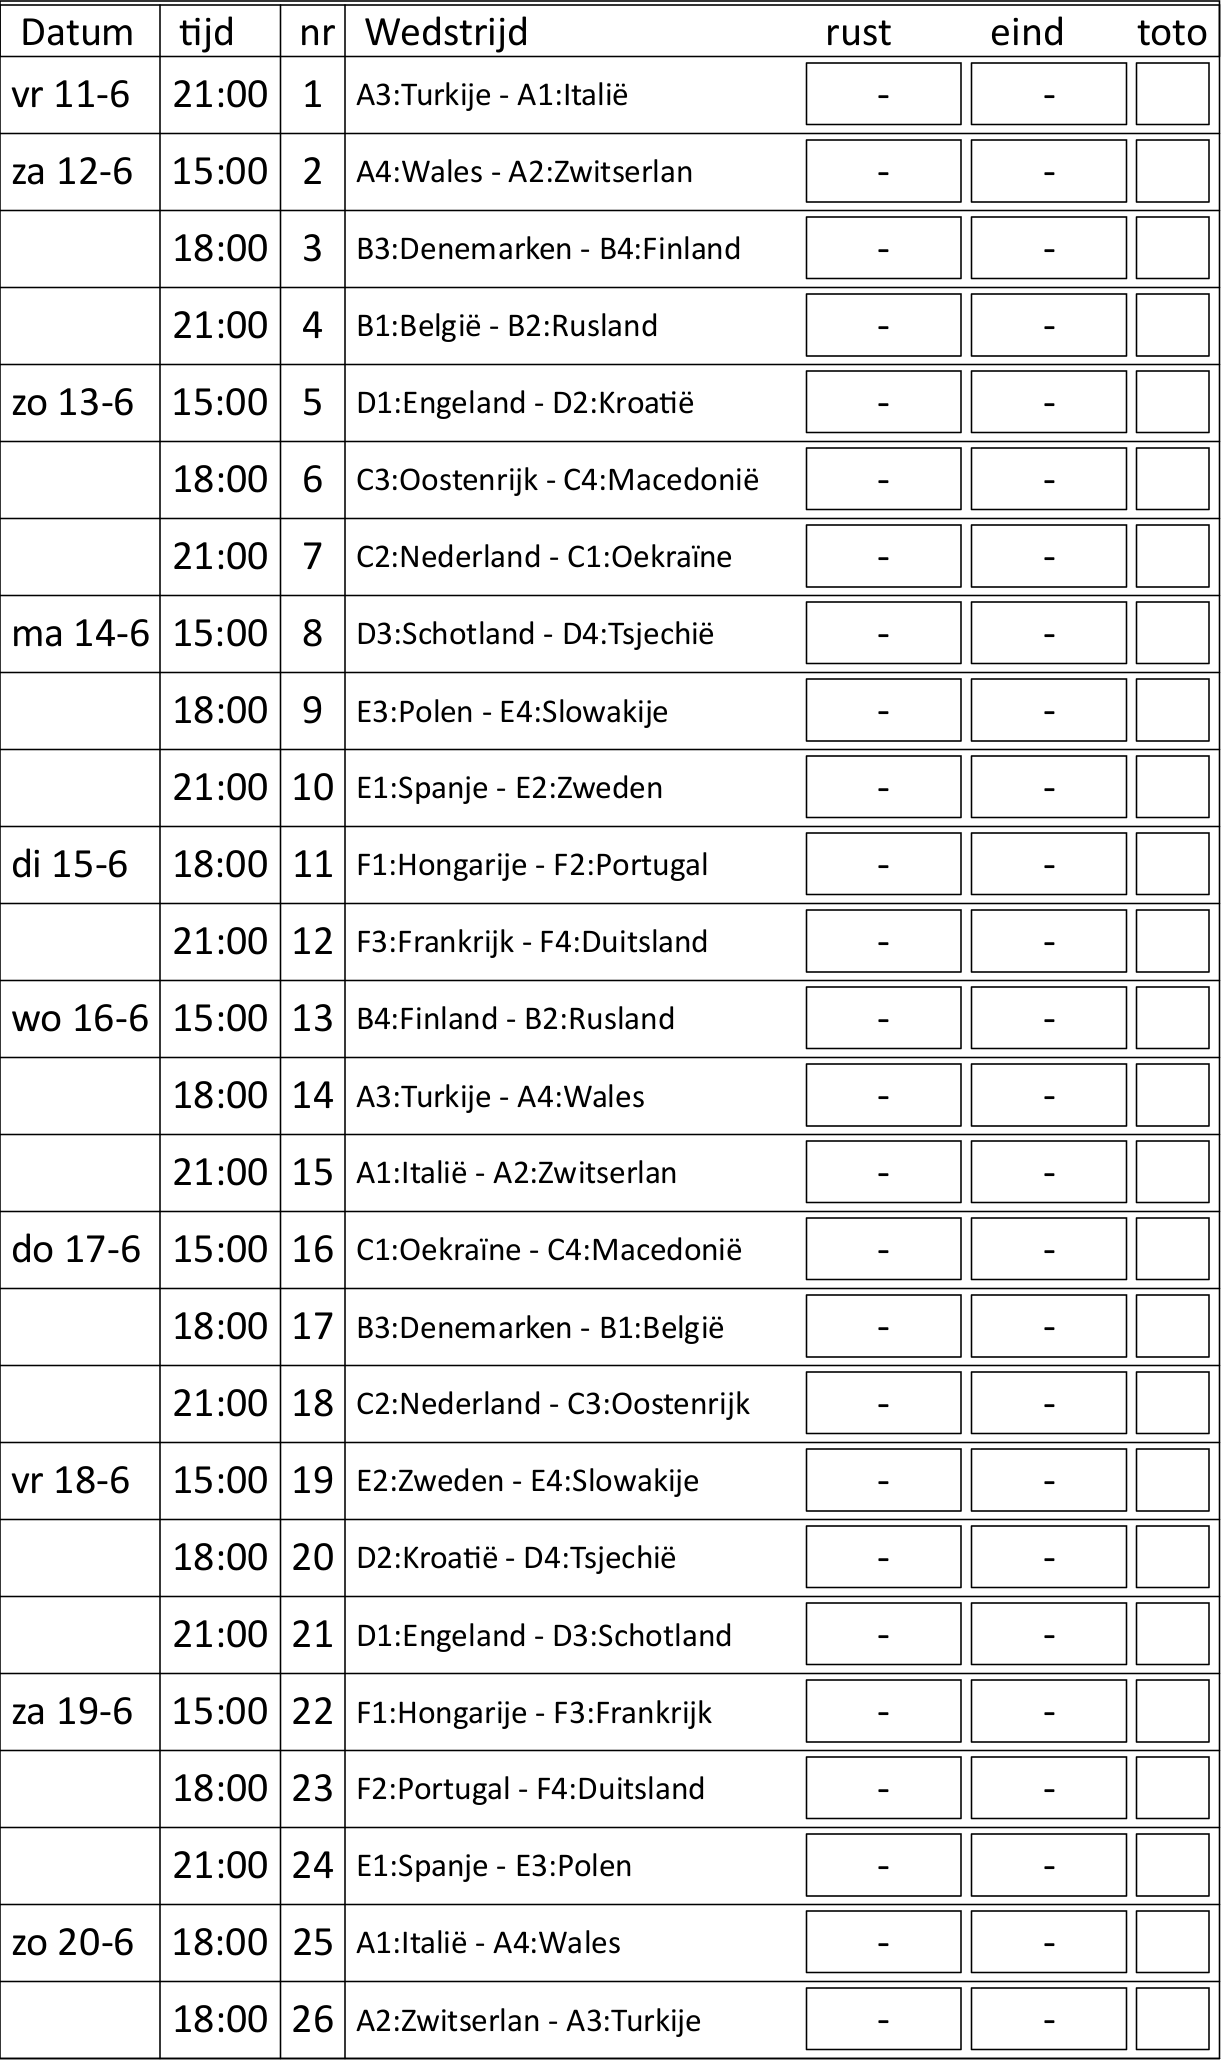 Datum tijd nr Wedstrijd rust eind toto
vr 11-6 21:00 1 A3:Turkije - A1:Italië - -
za 12-6 15:00 2 A4:Wales - A2:Zwitserlan - -
18:00 3 B3:Denemarken - B4:Finland - -
21:00 4 B1:België - B2:Rusland - -
zo 13-6 15:00 5 D1:Engeland - D2:Kroatië - -
18:00 6 C3:Oostenrijk - C4:Macedonië - -
21:00 7 C2:Nederland - C1:Oekraïne - -
ma 14-6 15:00 8 D3:Schotland - D4:Tsjechië - -
18:00 9 E3:Polen - E4:Slowakije - -
21:00 10 E1:Spanje - E2:Zweden - -
di 15-6 18:00 11 F1:Hongarije - F2:Portugal - -
21:00 12 F3:Frankrijk - F4:Duitsland - -
wo 16-6 15:00 13 B4:Finland - B2:Rusland - -
18:00 14 A3:Turkije - A4:Wales - -
21:00 15 A1:Italië - A2:Zwitserlan - -
do 17-6 15:00 16 C1:Oekraïne - C4:Macedonië - -
18:00 17 B3:Denemarken - B1:België - -
21:00 18 C2:Nederland - C3:Oostenrijk - -
vr 18-6 15:00 19 E2:Zweden - E4:Slowakije - -
18:00 20 D2:Kroatië - D4:Tsjechië - -
21:00 21 D1:Engeland - D3:Schotland - -
za 19-6 15:00 22 F1:Hongarije - F3:Frankrijk - -
18:00 23 F2:Portugal - F4:Duitsland - -
21:00 24 E1:Spanje - E3:Polen - -
zo 20-6 18:00 25 A1:Italië - A4:Wales - -
18:00 26 A2:Zwitserlan - A3:Turkije - -